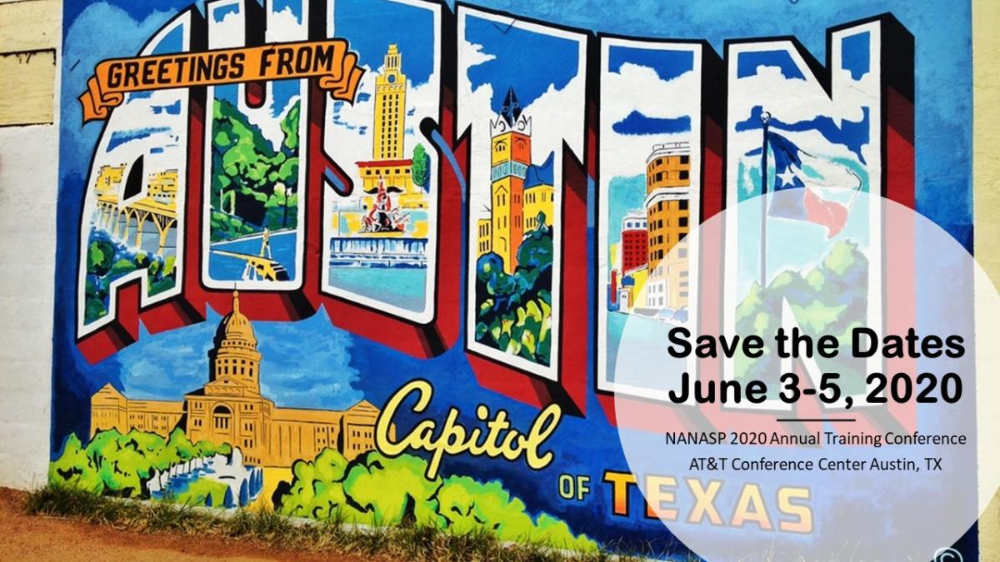 GREETINGS FROM
AUSTIN
Capitol
OF TEXAS
Save the Dates
June 3-5, 2020
NANASP 2020 Annual Training Conference
AT&T Conference Center Austin, TX
©